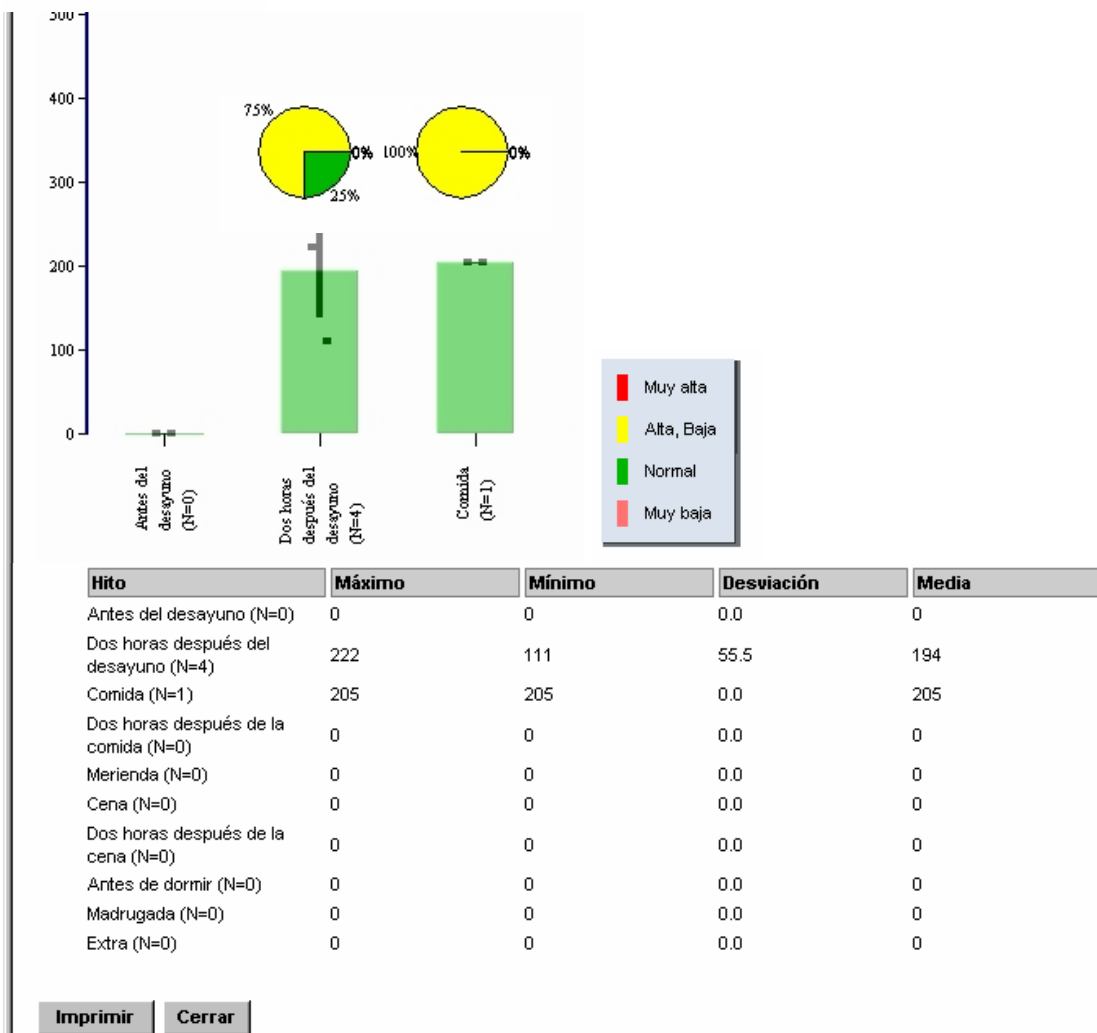 500
400
300
200
100
0
75%
0%
25%
100%
0%
Antes del
desayuno
(N=0)
Dos horas
después del
desayuno
(N=4)
Comida
(N=1)
Muy alta
Alta, Baja
Normal
Muy baja
Hito Máximo Mínimo Desviación Media
Antes del desayuno (N=0) 0 0 0.0 0
Dos horas después del
desayuno (N=4) 222 111 55.5 194
Comida (N=1) 205 205 0.0 205
Dos horas después de la
comida (N=0) 0 0 0.0 0
Merienda (N=0) 0 0 0.0 0
Cena (N=0) 0 0 0.0 0
Dos horas después de la
cena (N=0) 0 0 0.0 0
Antes de dormir (N=0) 0 0 0.0 0
Madrugada (N=0) 0 0 0.0 0
Extra (N=0) 0 0 0.0 0
Imprimir Cerrar